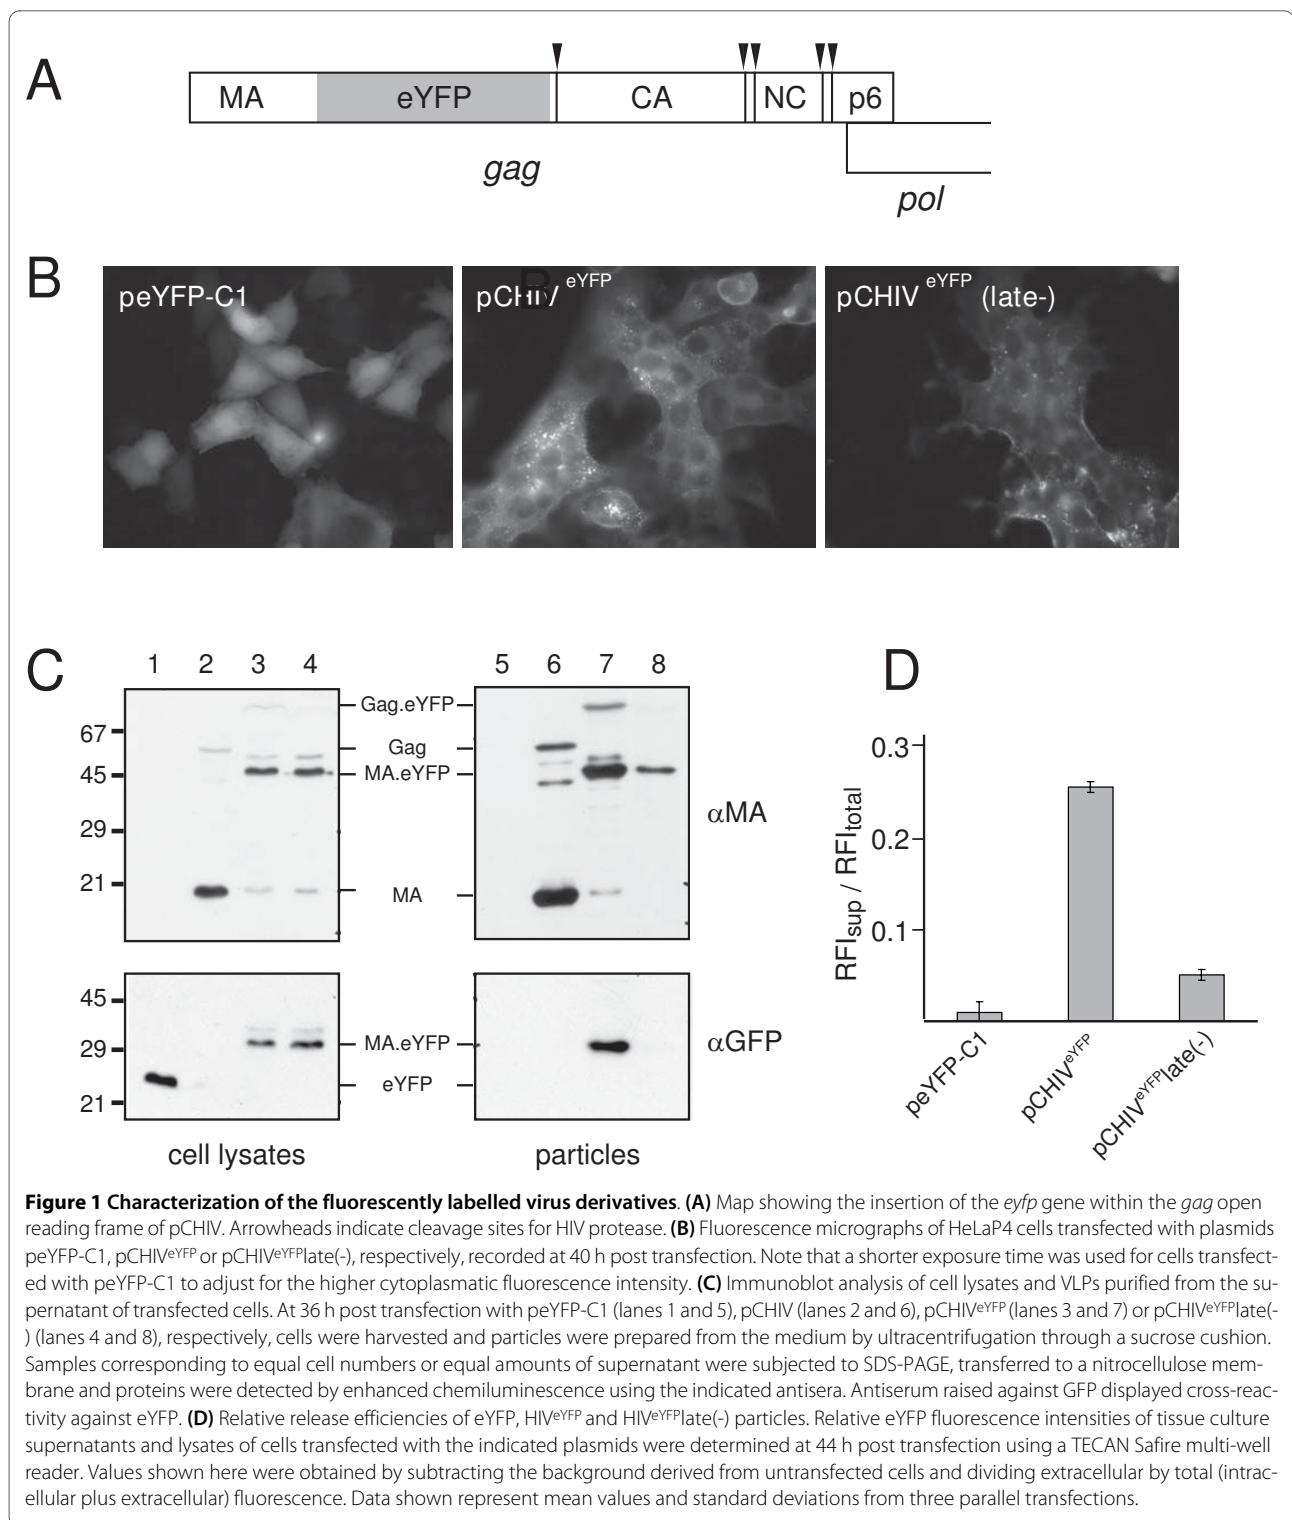 A
MA eYFP CA NC p6
gag
pol
B
peYFP-C1
pCHIV eYFP
pCHIV eYFP (late-)
B
C
1 2 3 4 5 6 7 8
Gag.eYFP
67
Gag
45
MA.eYFP
29
αMA
21
MA
45
29
MA.eYFP
αGFP
eYFP
21
cell lysates particles
D
RFIsup / RFItotal
0.3
0.2
0.1
peYFP-C1
pCHIVeYFP
pCHIVeYFPlate(-)
Figure 1 Characterization of the fluorescently labelled virus derivatives. (A) Map showing the insertion of the eyfp gene within the gag open
reading frame of pCHIV. Arrowheads indicate cleavage sites for HIV protease. (B) Fluorescence micrographs of HeLaP4 cells transfected with plasmids
peYFP-C1, pCHIVeYFP or pCHIVeYFPlate(-), respectively, recorded at 40 h post transfection. Note that a shorter exposure time was used for cells transfect-
ed with peYFP-C1 to adjust for the higher cytoplasmatic fluorescence intensity. (C) Immunoblot analysis of cell lysates and VLPs purified from the su-
pernatant of transfected cells. At 36 h post transfection with peYFP-C1 (lanes 1 and 5), pCHIV (lanes 2 and 6), pCHIVeYFP (lanes 3 and 7) or pCHIVeYFPlate(-
) (lanes 4 and 8), respectively, cells were harvested and particles were prepared from the medium by ultracentrifugation through a sucrose cushion.
Samples corresponding to equal cell numbers or equal amounts of supernatant were subjected to SDS-PAGE, transferred to a nitrocellulose mem-
brane and proteins were detected by enhanced chemiluminescence using the indicated antisera. Antiserum raised against GFP displayed cross-reac-
tivity against eYFP. (D) Relative release efficiencies of eYFP, HIVeYFP and HIVeYFPlate(-) particles. Relative eYFP fluorescence intensities of tissue culture
supernatants and lysates of cells transfected with the indicated plasmids were determined at 44 h post transfection using a TECAN Safire multi-well
reader. Values shown here were obtained by subtracting the background derived from untransfected cells and dividing extracellular by total (intrac-
ellular plus extracellular) fluorescence. Data shown represent mean values and standard deviations from three parallel transfections.